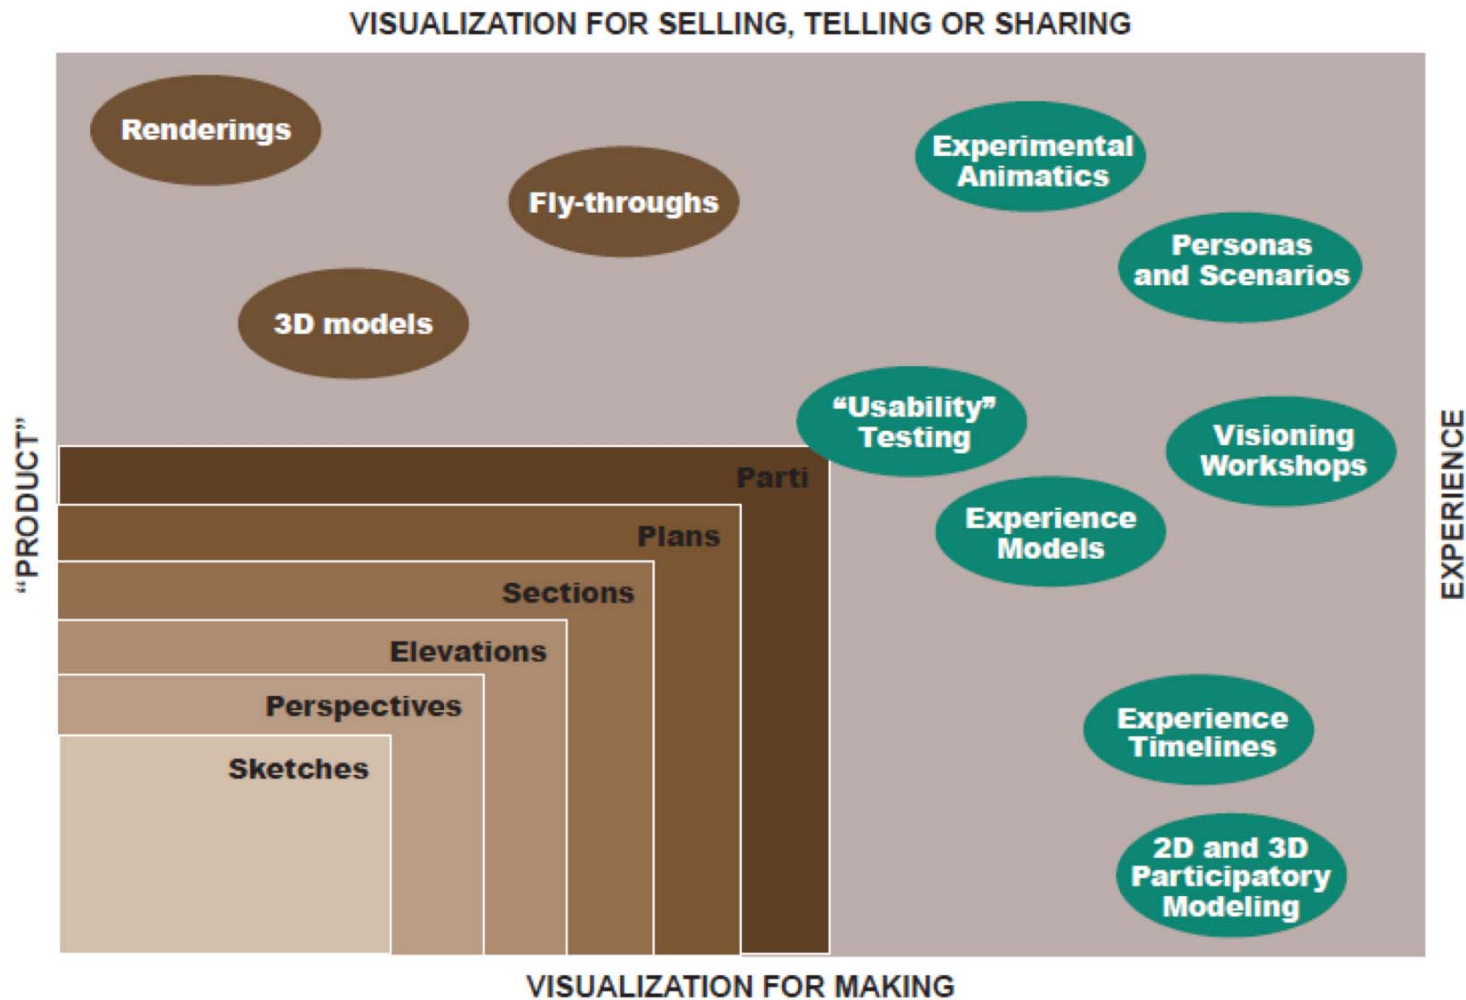 VISUALIZATION FOR SELLING, TELLING OR SHARING
Renderings
Fly-throughs
3D models
Experimental
Animatics
Personas
and Scenarios
“Usability”
Testing
Visioning
Workshops
Experience
Models
“PRODUCT”
EXPERIENCE
Parti
Plans
Sections
Elevations
Perspectives
Sketches
Experience
Timelines
2D and 3D
Participatory
Modeling
VISUALIZATION FOR MAKING